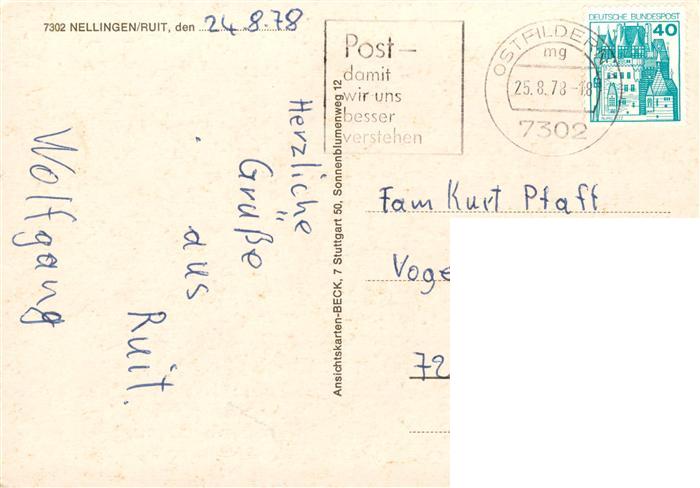 7302 NELLINGEN/RUIT, den 24.8.78
Herzliche
Grüße
aus
Ruit.
Wolfgang
Ansichtskarten-BECK, 7 Stuttgart 50, Sonnenblumenweg 12
Post–
damit
wir uns
besser
verstehen
OSTFILDERN
mg
25.8.78-18
7302
DEUTSCHE BUNDESPOST
40
Fam Kurt Pfaff
Voge
72